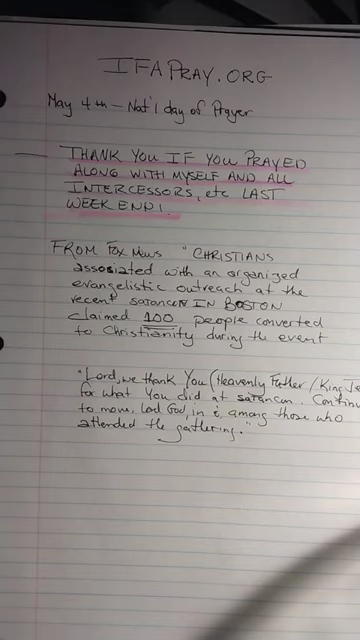 IFAPRAY.ORG
May 4th - Nat'l day of Prayer
THANK YOU IF YOU PRAYED
ALONG WITH MYSELF AND ALL
INTERCESSORS, etc LAST
WEEKEND!
FROM FOX News "CHRISTIANS
assosiated with an organized
evangelistic outreach at the
recent satancon IN BOSTON
claimed 100 people converted
to Christianity during the event
"Lord, we thank You (Heavenly Father / King Je
for what You did at satancon. Continu
to move, Lord God, in & among those who
attended the gathering."